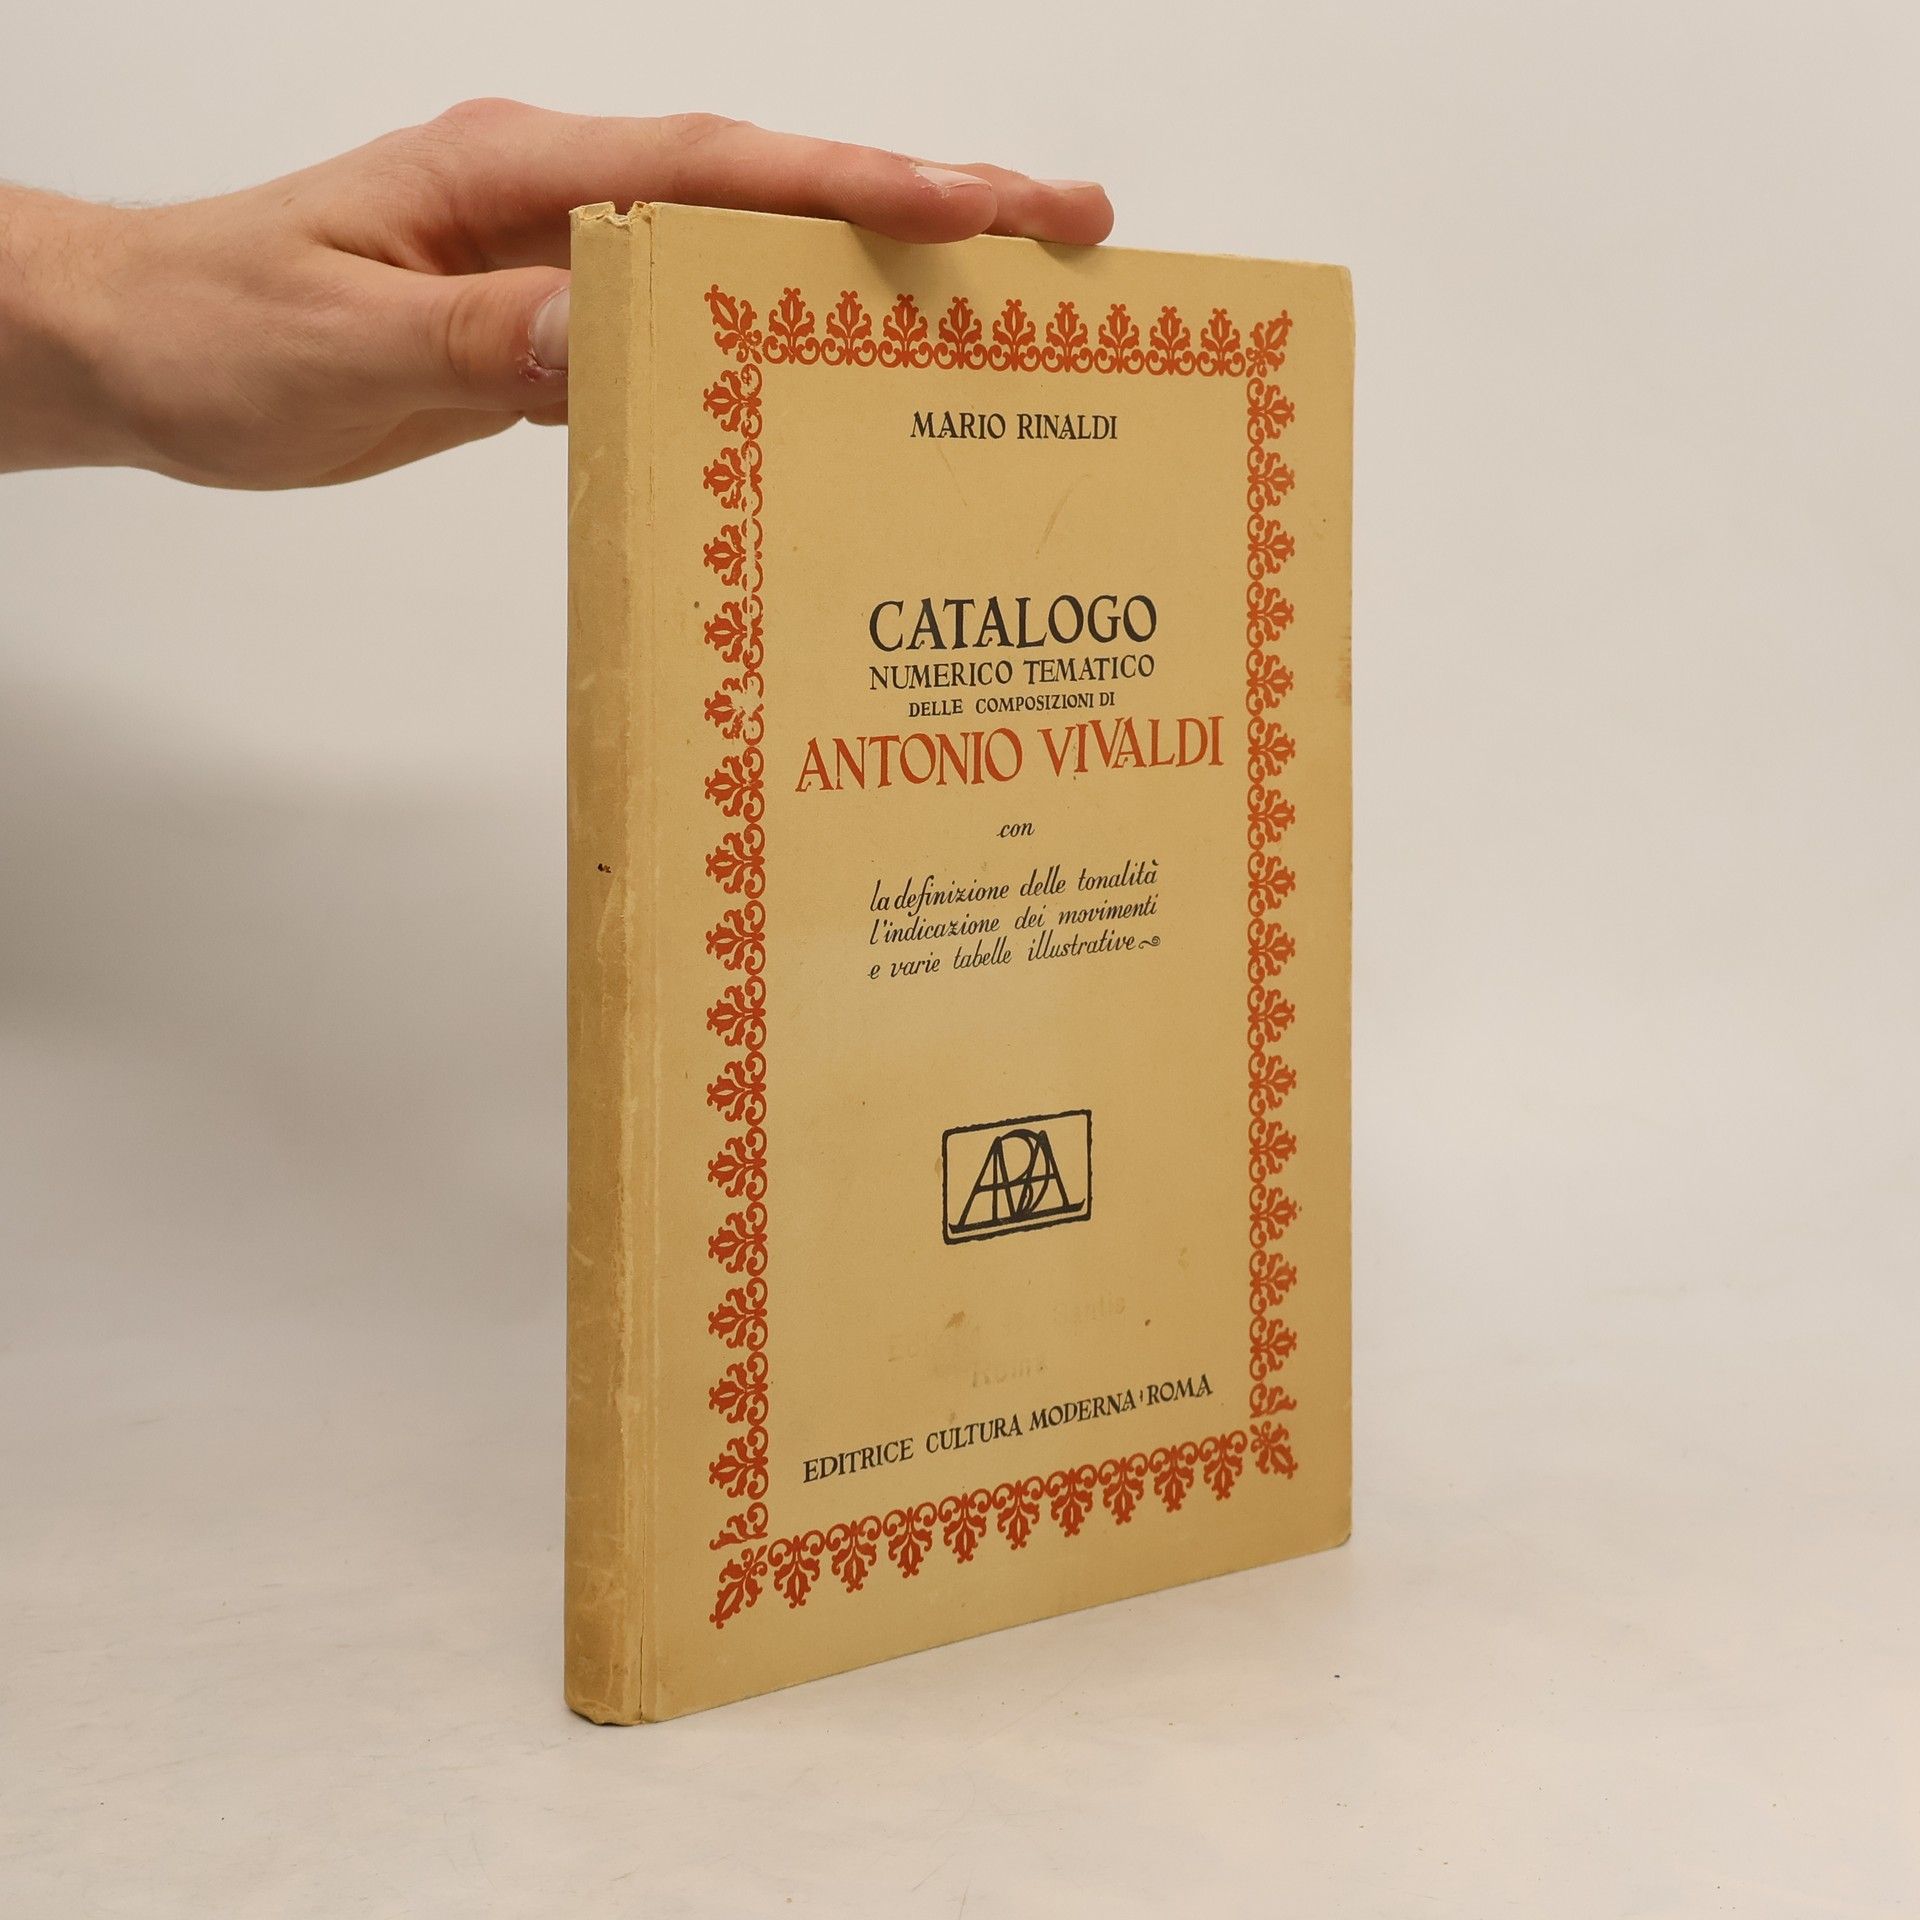 MARIO RINALDI
CATALOGO
NUMERICO TEMATICO
DELLE COMPOSIZIONI DI
ANTONIO VIVALDI
con
la definizione delle tonalità
l'indicazione dei movimenti
e varie tabelle illustrative
EDITRICE CULTURA MODERNA ROMA